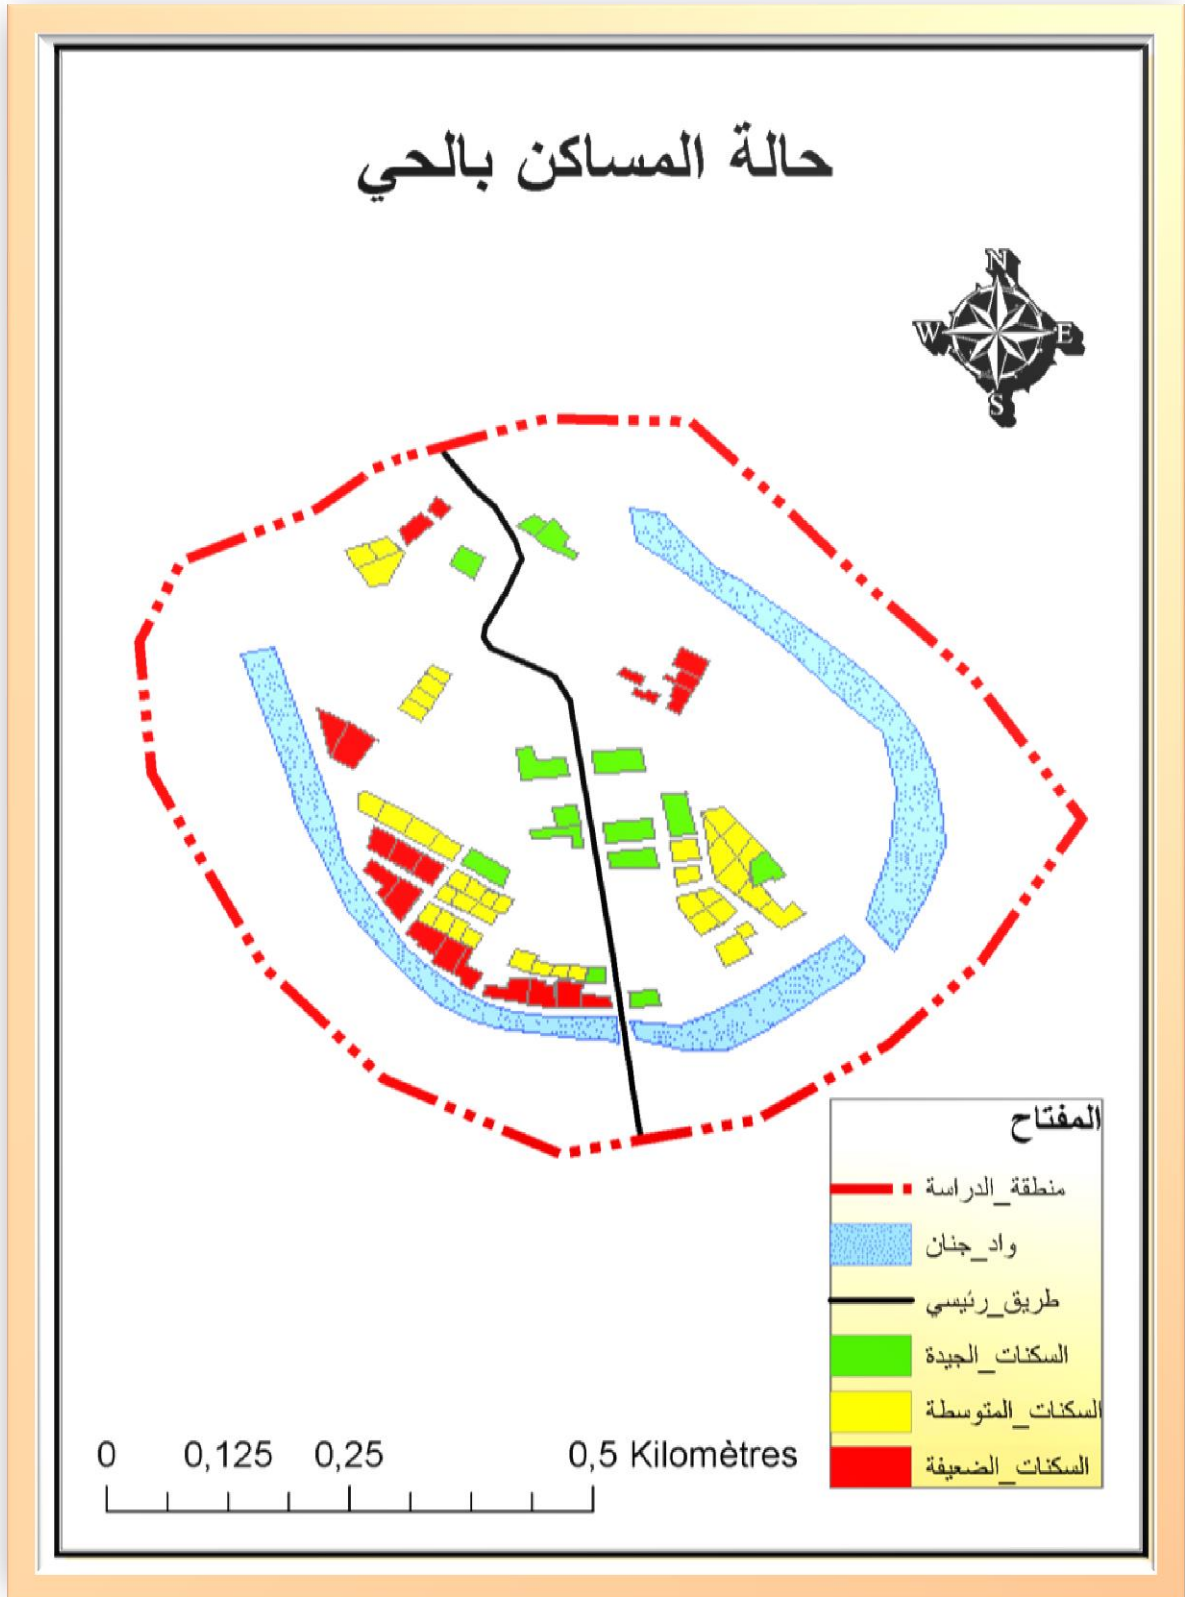 حالة المساكن بالحي
N
W E
S
المفتاح
منطقة_الدراسة
واد_جنان
طريق_رئيسي
السكنات_الجيدة
السكنات_المتوسطة
السكنات_الضعيفة
0 0,125 0,25 0,5 Kilomètres